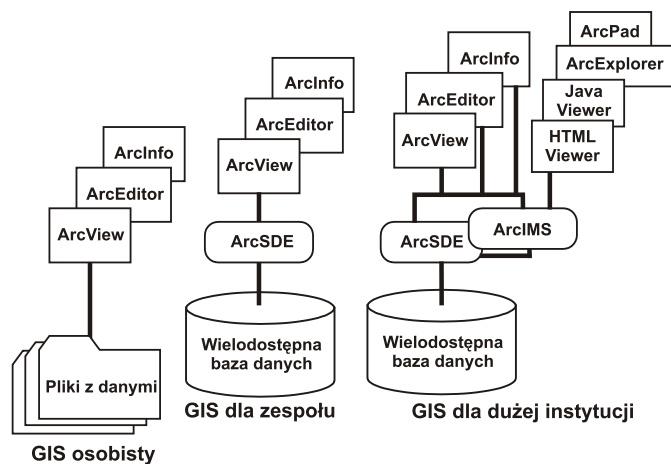 ArcInfo
ArcEditor
ArcView
Pliki z danymi
GIS osobisty
ArcInfo
ArcEditor
ArcView
ArcSDE
Wielodostępna
baza danych
GIS dla zespołu
ArcInfo
ArcEditor
ArcView
ArcPad
ArcExplorer
Java
Viewer
HTML
Viewer
ArcSDE
ArcIMS
Wielodostępna
baza danych
GIS dla dużej instytucji